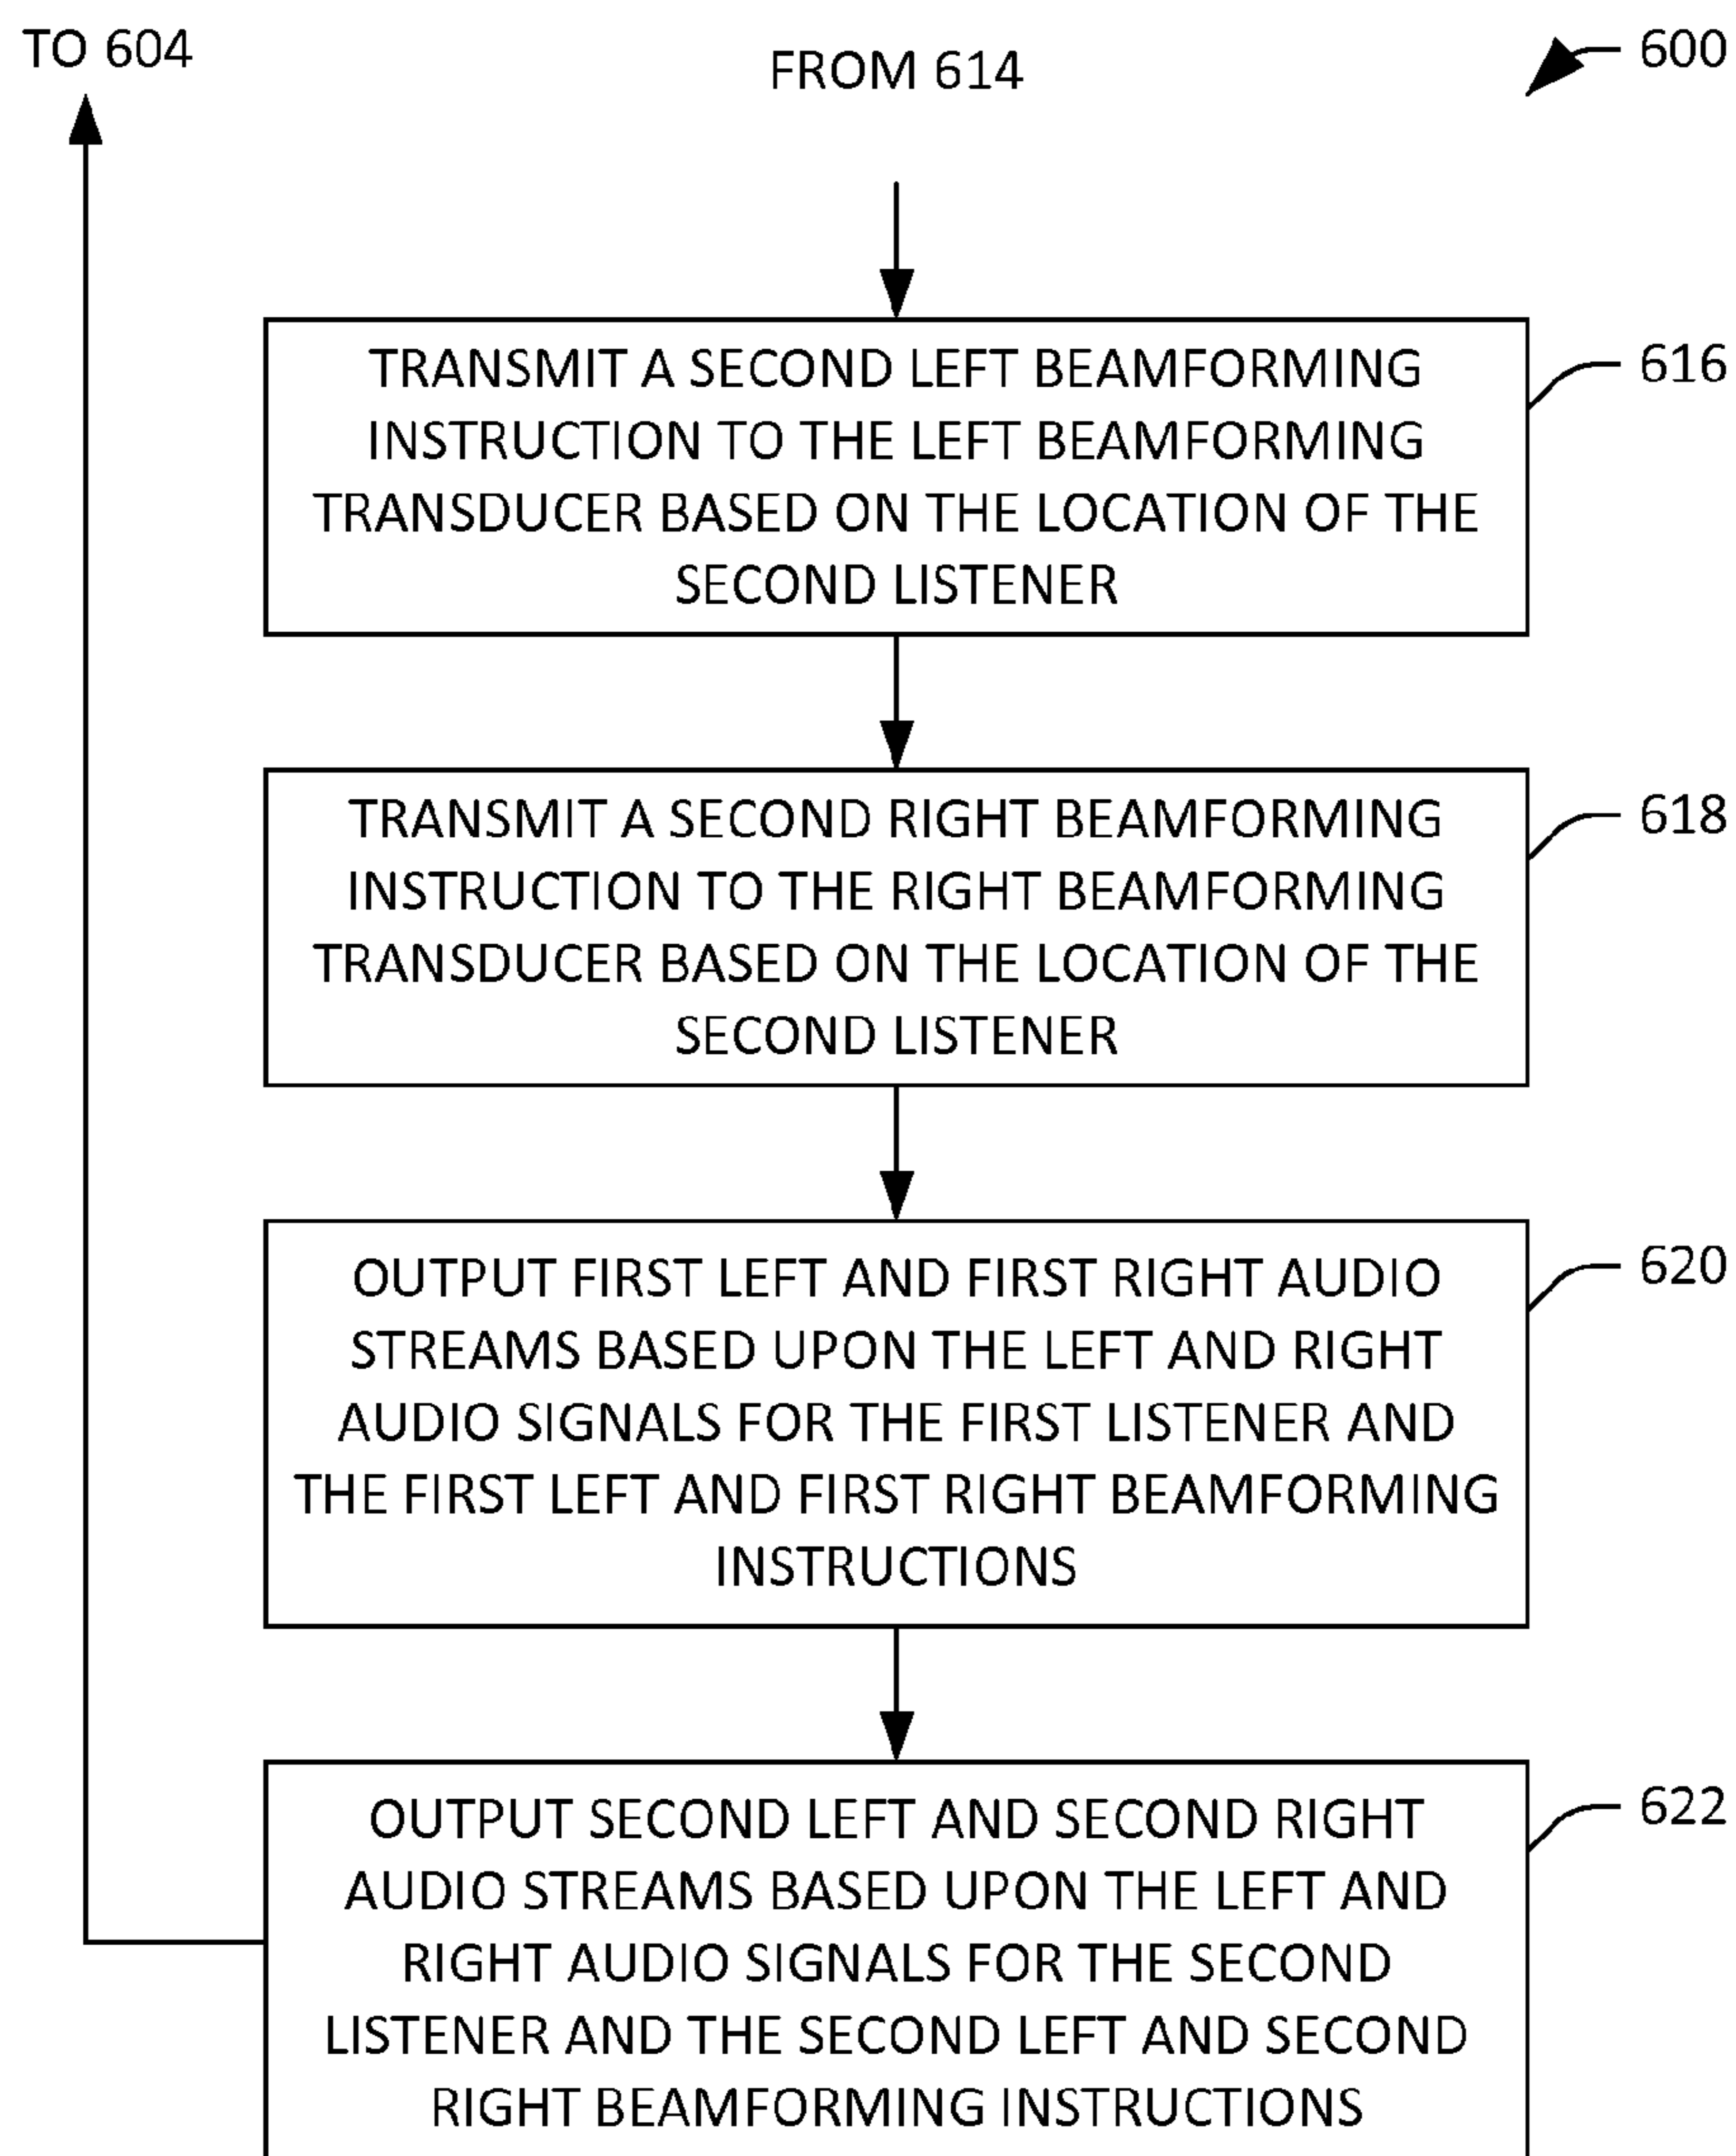 TO 604
FROM 614
600
TRANSMIT A SECOND LEFT BEAMFORMING
INSTRUCTION TO THE LEFT BEAMFORMING
TRANSDUCER BASED ON THE LOCATION OF THE
SECOND LISTENER
616
TRANSMIT A SECOND RIGHT BEAMFORMING
INSTRUCTION TO THE RIGHT BEAMFORMING
TRANSDUCER BASED ON THE LOCATION OF THE
SECOND LISTENER
618
OUTPUT FIRST LEFT AND FIRST RIGHT AUDIO
STREAMS BASED UPON THE LEFT AND RIGHT
AUDIO SIGNALS FOR THE FIRST LISTENER AND
THE FIRST LEFT AND FIRST RIGHT BEAMFORMING
INSTRUCTIONS
620
OUTPUT SECOND LEFT AND SECOND RIGHT
AUDIO STREAMS BASED UPON THE LEFT AND
RIGHT AUDIO SIGNALS FOR THE SECOND
LISTENER AND THE SECOND LEFT AND SECOND
RIGHT BEAMFORMING INSTRUCTIONS
622